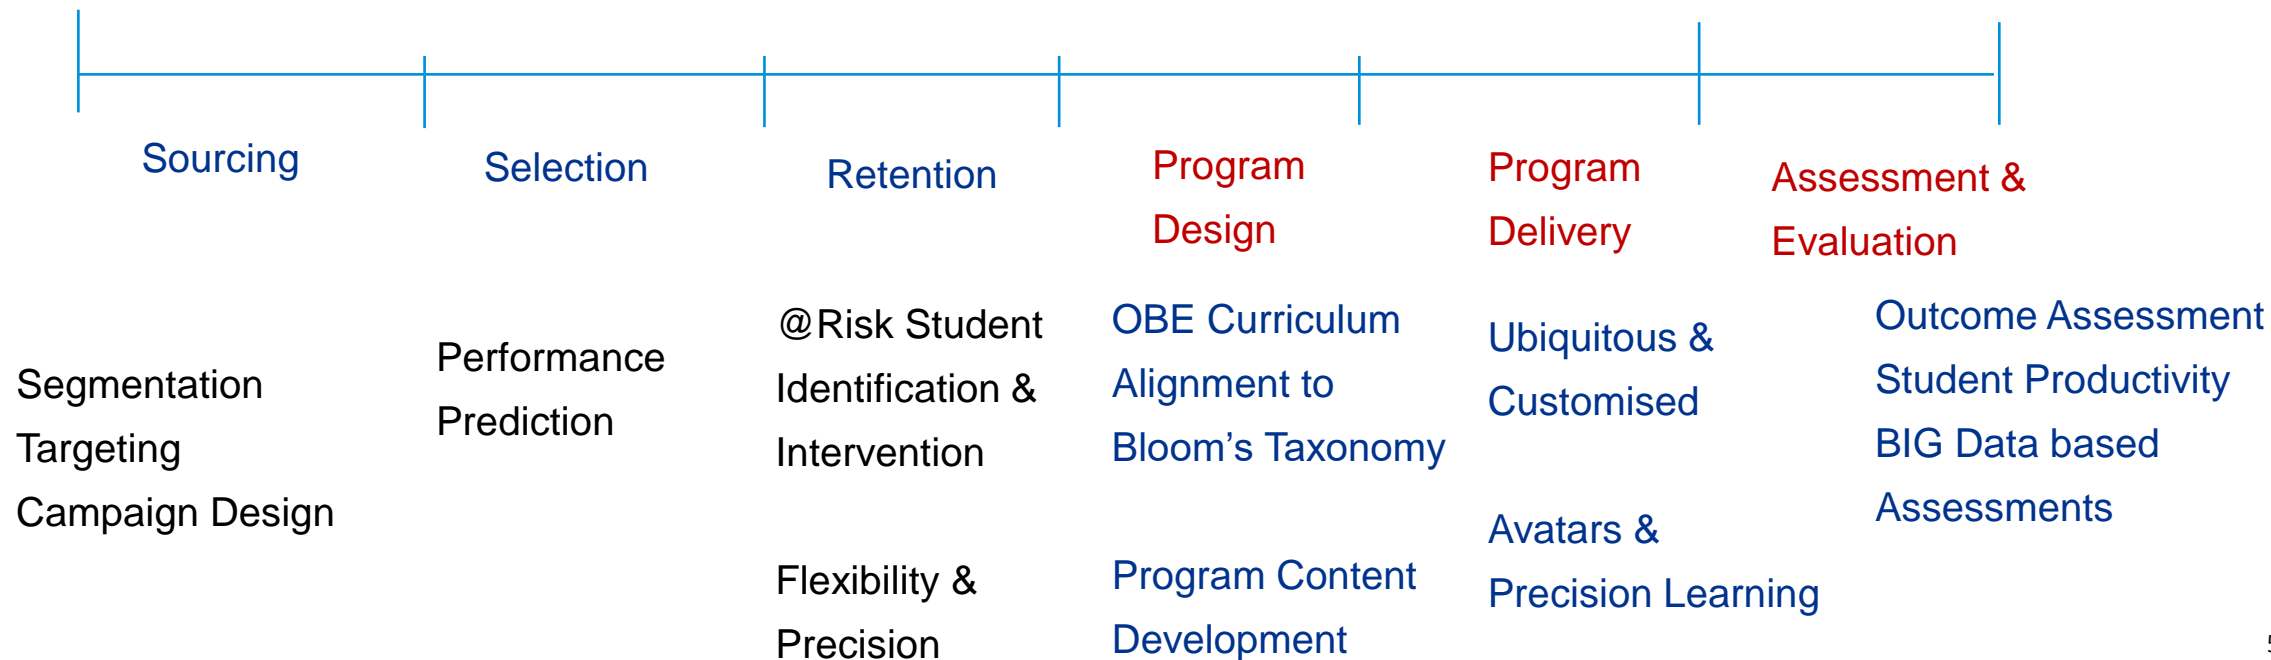 Sourcing
Selection
Retention
Program
Design
Program
Delivery
Assessment &
Evaluation
Segmentation
Targeting
Campaign Design
Performance
Prediction
@Risk Student
Identification &
Intervention
Flexibility &
Precision
OBE Curriculum
Alignment to
Bloom’s Taxonomy
Program Content
Development
Ubiquitous &
Customised
Avatars &
Precision Learning
Outcome Assessment
Student Productivity
BIG Data based
Assessments